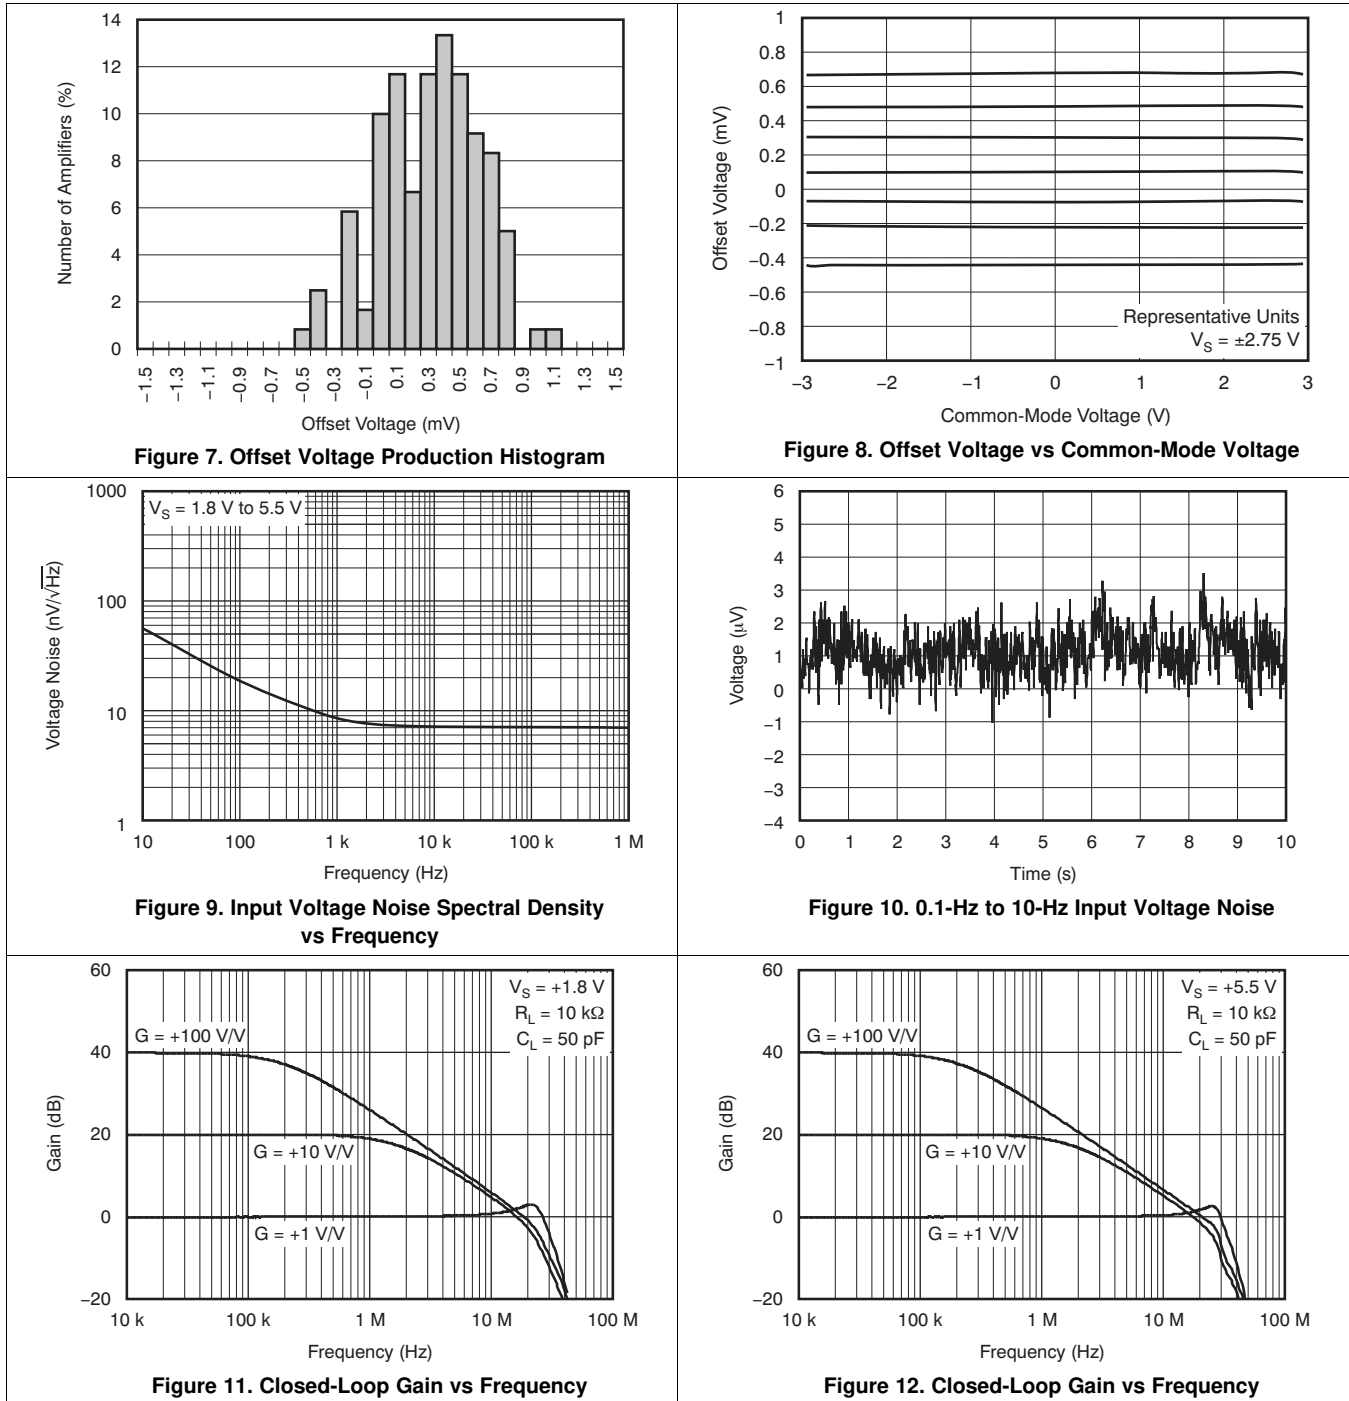 14
12
10
8
6
4
2
0
Number of Amplifiers (%)
−1.5
−1.3
−1.1
−0.9
−0.7
−0.5
−0.3
−0.1
0.1
0.3
0.5
0.7
0.9
1.1
1.3
1.5
Offset Voltage (mV)
Figure 7. Offset Voltage Production Histogram
1
0.8
0.6
0.4
0.2
0
−0.2
−0.4
−0.6
−0.8
−1
Offset Voltage (mV)
Representative Units
V_S = ±2.75 V
−3 −2 −1 0 1 2 3
Common-Mode Voltage (V)
Figure 8. Offset Voltage vs Common-Mode Voltage
1000
100
10
1
Voltage Noise (nV/√Hz)
V_S = 1.8 V to 5.5 V
10 100 1 k 10 k 100 k 1 M
Frequency (Hz)
Figure 9. Input Voltage Noise Spectral Density
vs Frequency
6
5
4
3
2
1
0
−1
−2
−3
−4
Voltage (μV)
0 1 2 3 4 5 6 7 8 9 10
Time (s)
Figure 10. 0.1-Hz to 10-Hz Input Voltage Noise
60
40
20
0
−20
Gain (dB)
V_S = +1.8 V
R_L = 10 kΩ
C_L = 50 pF
G = +100 V/V
G = +10 V/V
G = +1 V/V
10 k 100 k 1 M 10 M 100 M
Frequency (Hz)
Figure 11. Closed-Loop Gain vs Frequency
60
40
20
0
−20
Gain (dB)
V_S = +5.5 V
R_L = 10 kΩ
C_L = 50 pF
G = +100 V/V
G = +10 V/V
G = +1 V/V
10 k 100 k 1 M 10 M 100 M
Frequency (Hz)
Figure 12. Closed-Loop Gain vs Frequency